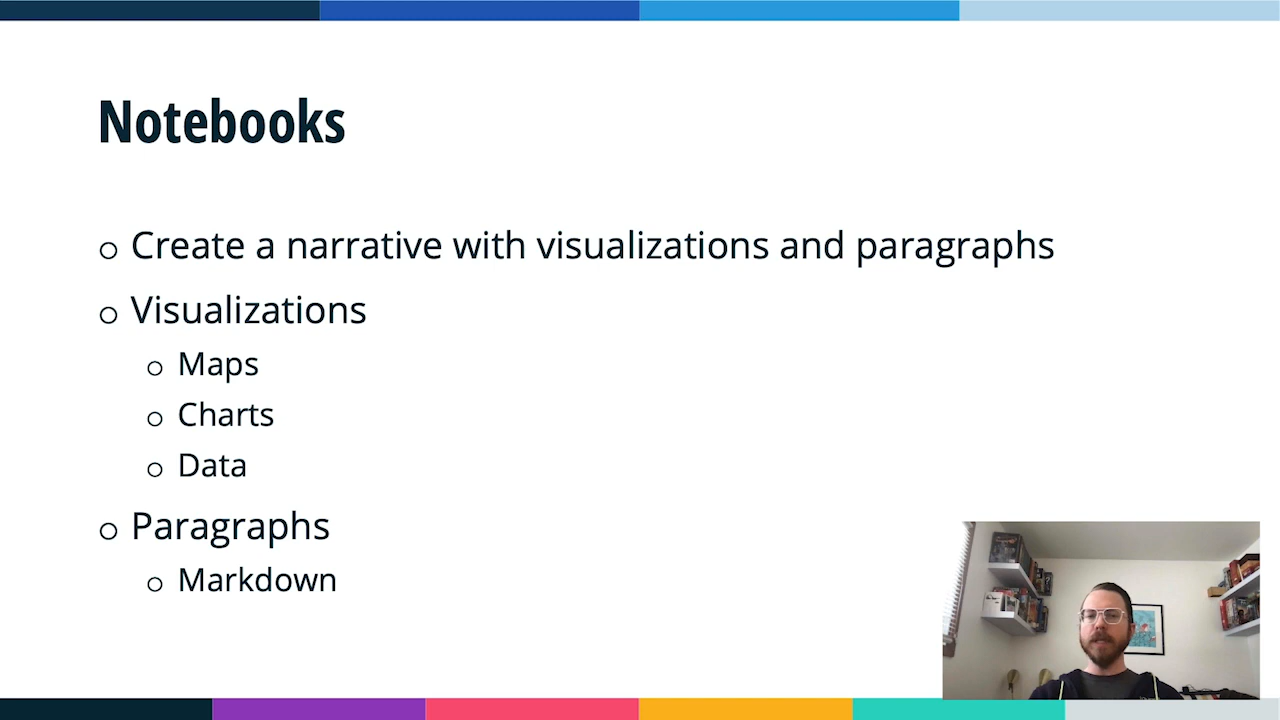 Notebooks
Create a narrative with visualizations and paragraphs
Visualizations
Maps
Charts
Data
Paragraphs
Markdown